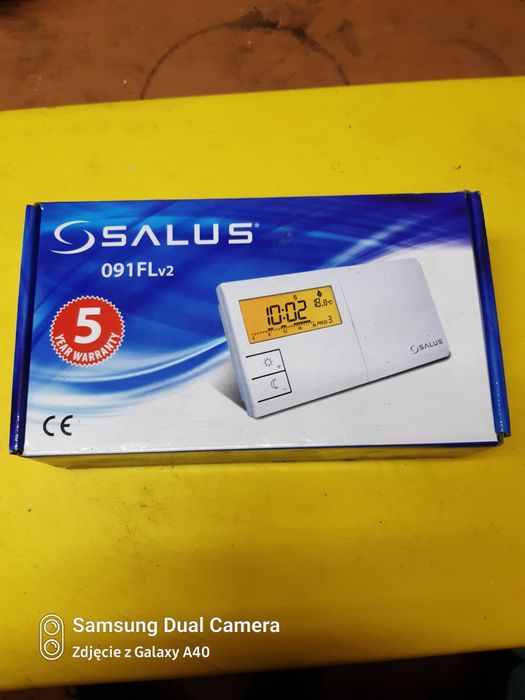 SALUS®
091FLv2
5
YEAR WARRANTY
10:02 18.8°C
PROG 3
+
-
SALUS
CE
Samsung Dual Camera
Zdjęcie z Galaxy A40